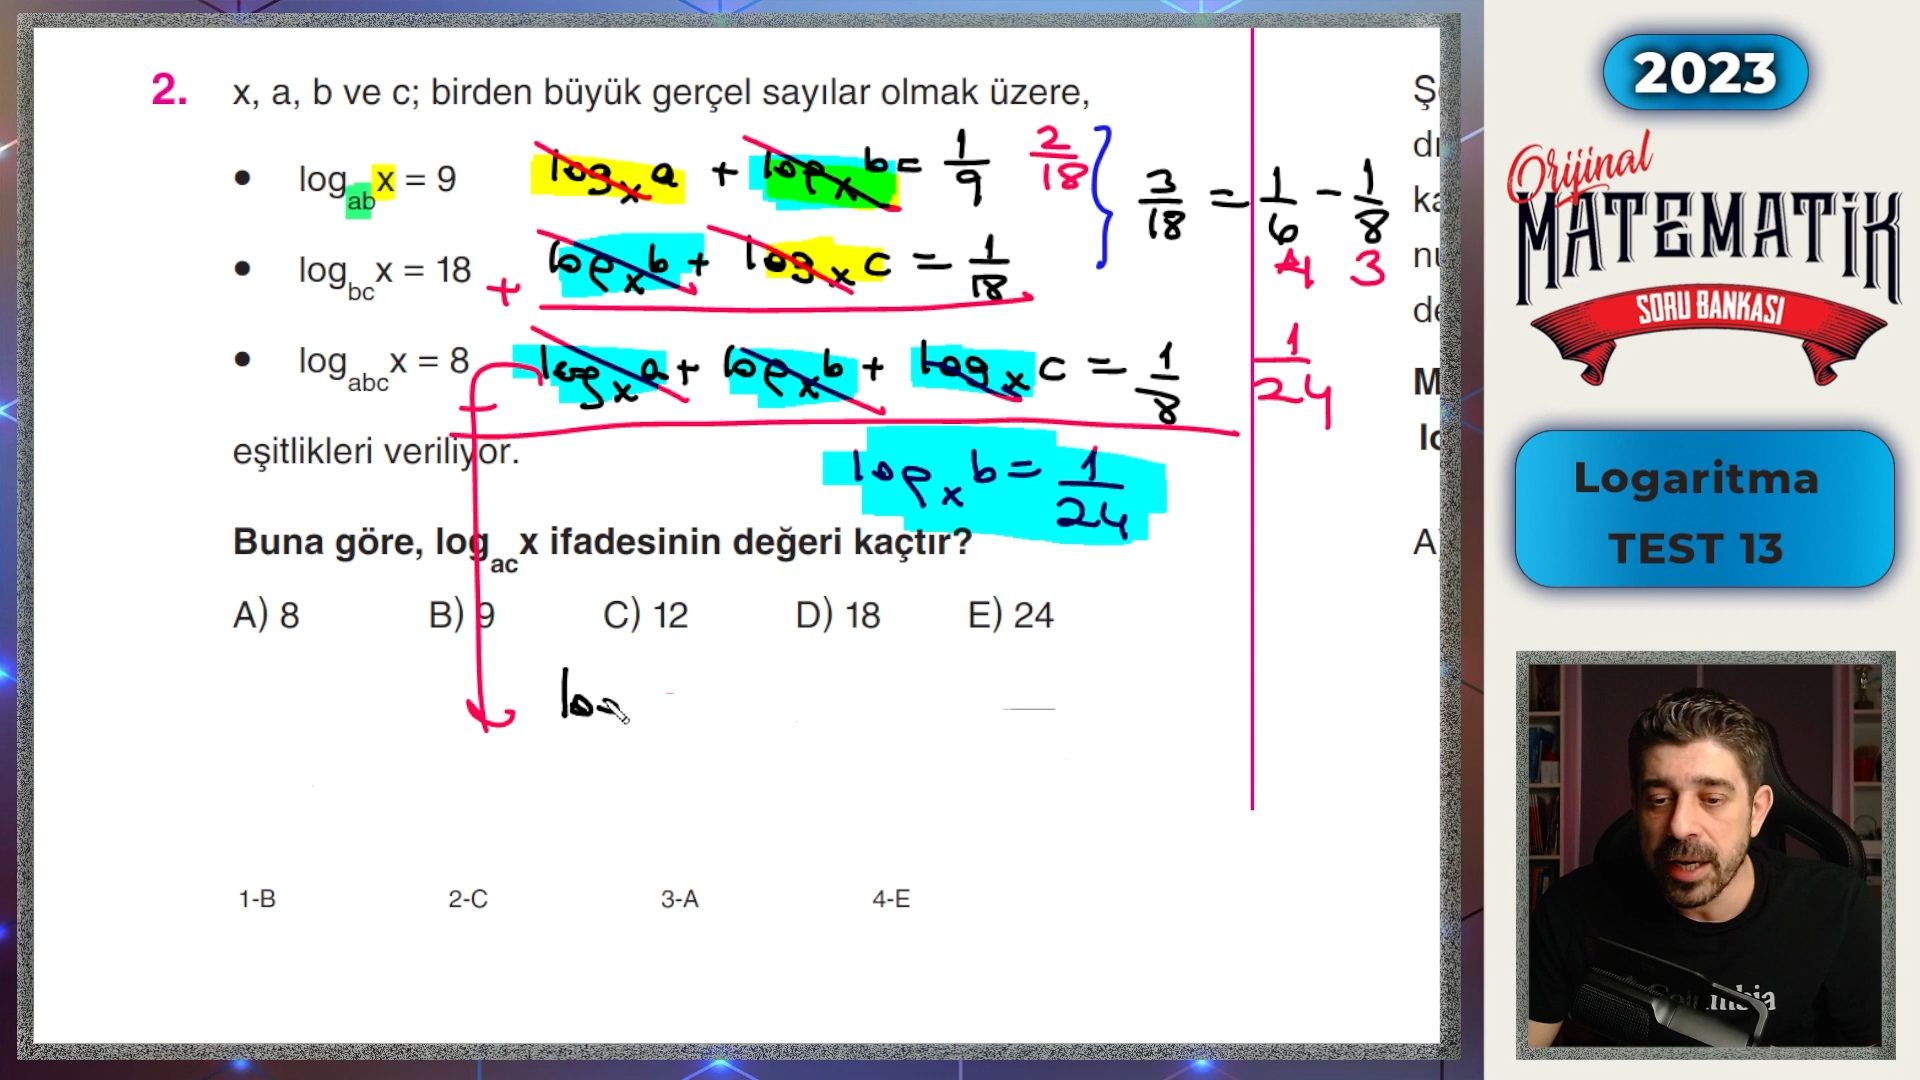 2. x, a, b ve c; birden büyük gerçel sayılar olmak üzere,
• log_ab x = 9
log_x a + log_x b = 1/9
2/18
3/18 = 1/6 - 1/8
4 3
• log_bc x = 18
+ log_x b + log_x c = 1/18
• log_abc x = 8
log_x a + log_x b + log_x c = 1/8
1/24
eşitlikleri veriliyor.
log_x b = 1/24
Buna göre, log_ac x ifadesinin değeri kaçtır?
A) 8 B) 9 C) 12 D) 18 E) 24
log
1-B 2-C 3-A 4-E
A
2023
Orijinal
MATEMATİK
SORU BANKASI
Logaritma
TEST 13